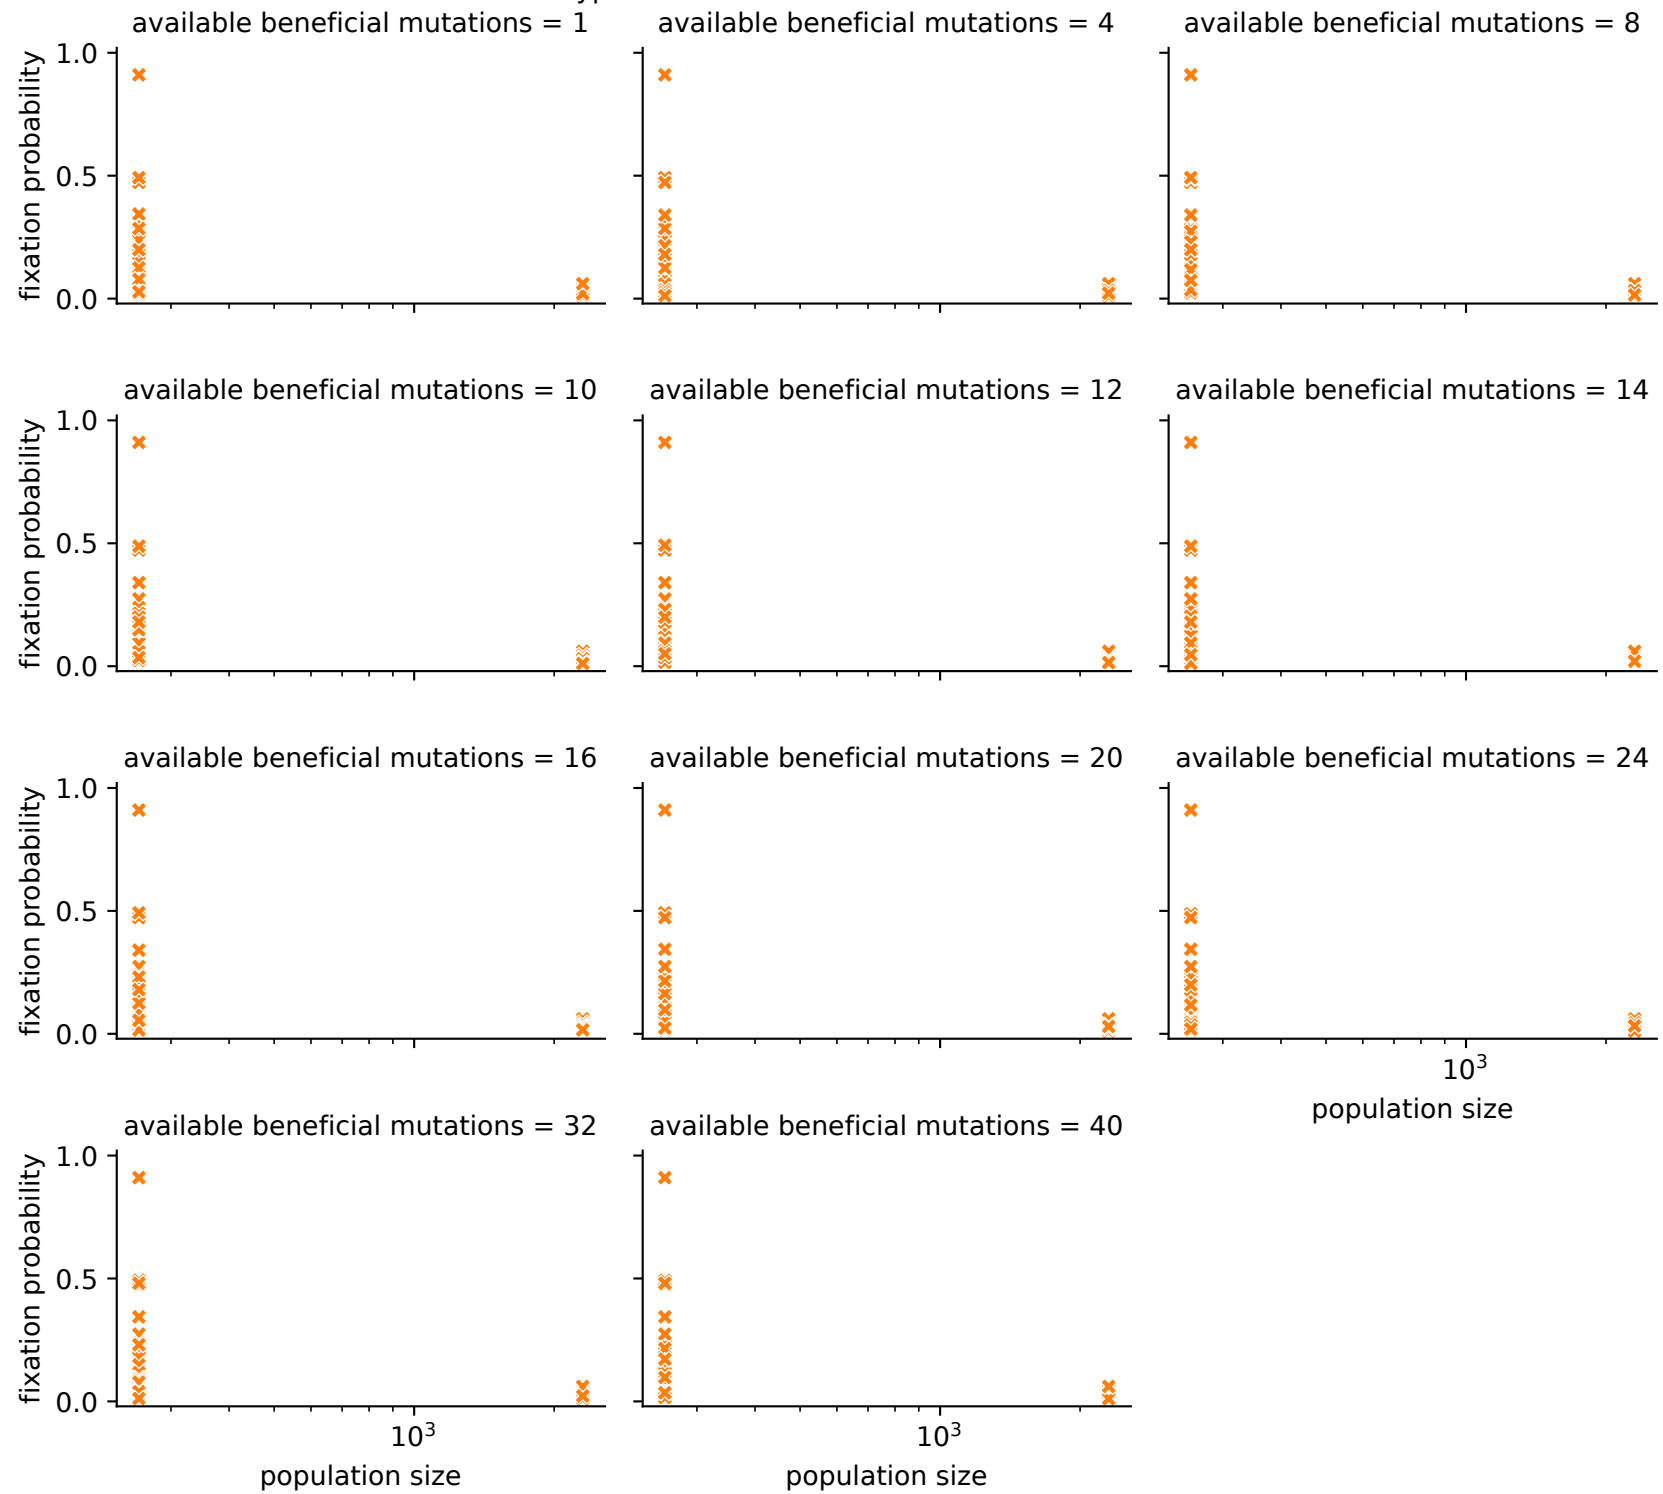 available beneficial mutations = 1
available beneficial mutations = 4
available beneficial mutations = 8
fixation probability
1.0
0.5
0.0
available beneficial mutations = 10
available beneficial mutations = 12
available beneficial mutations = 14
fixation probability
1.0
0.5
0.0
available beneficial mutations = 16
available beneficial mutations = 20
available beneficial mutations = 24
fixation probability
1.0
0.5
0.0
10³
population size
available beneficial mutations = 32
available beneficial mutations = 40
fixation probability
1.0
0.5
0.0
10³
10³
population size
population size